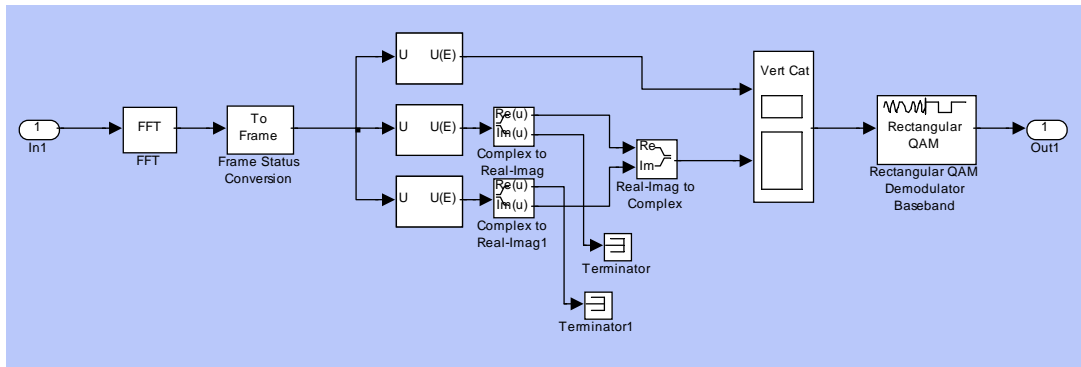 1
In1
FFT
FFT
To
Frame
Frame Status
Conversion
U U(E)
U U(E)
U U(E)
Re(u)
Im(u)
Complex to
Real-Imag
Re(u)
Im(u)
Complex to
Real-Imag1
Re
Im
Real-Imag to
Complex
Terminator
Terminator1
Vert Cat
Rectangular
QAM
Rectangular QAM
Demodulator
Baseband
1
Out1